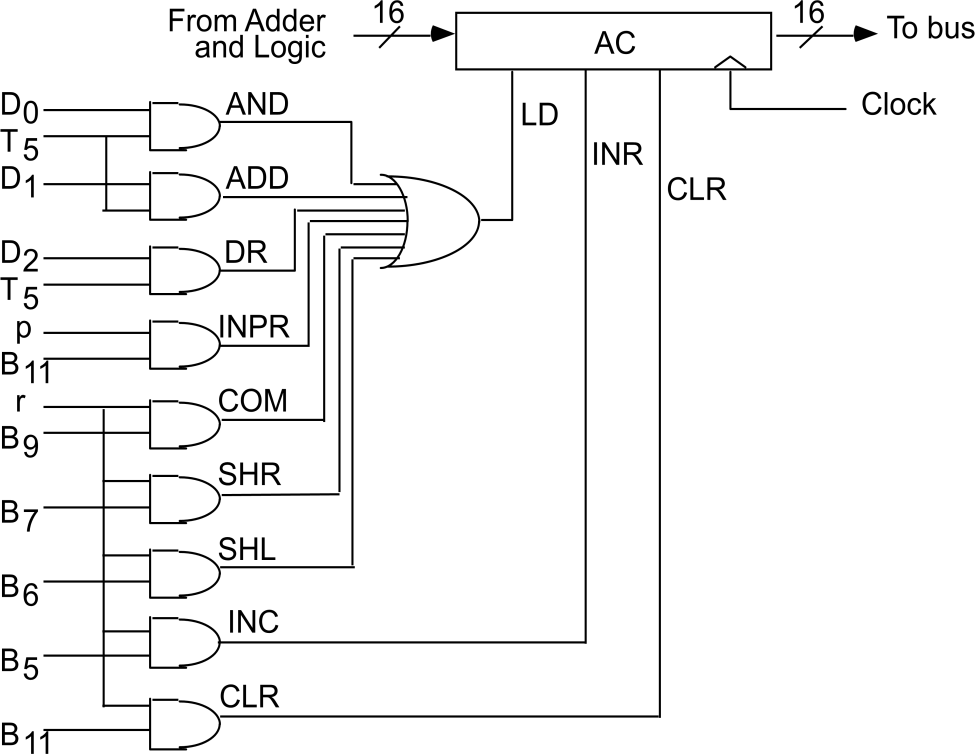 From Adder
and Logic
16
AC
16
To bus
D0
T5
D1
D2
T5
p
B11
r
B9
B7
B6
B5
B11
AND
ADD
DR
INPR
COM
SHR
SHL
INC
CLR
LD
INR
CLR
Clock